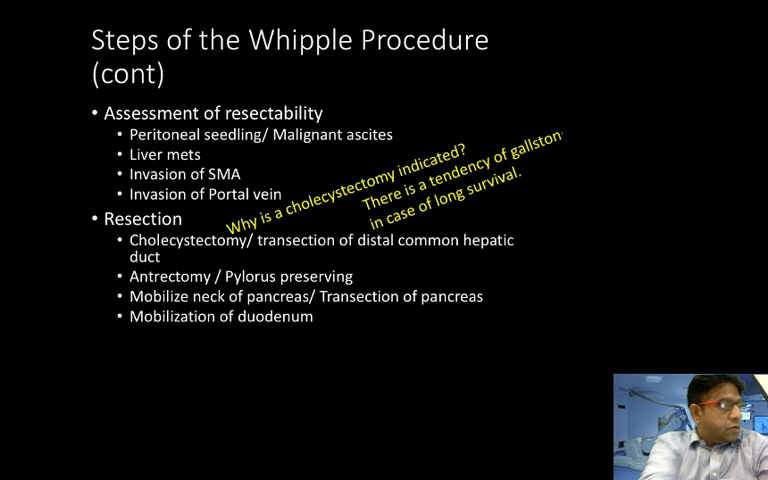 Steps of the Whipple Procedure
(cont)
• Assessment of resectability
• Peritoneal seedling/ Malignant ascites
• Liver mets
• Invasion of SMA
• Invasion of Portal vein
Why is a cholecystectomy indicated?
There is a tendency of
in case of long survival.
• Resection
• Cholecystectomy/ transection of distal common hepatic
duct
• Antrectomy / Pylorus preserving
• Mobilize neck of pancreas/ Transection of pancreas
• Mobilization of duodenum